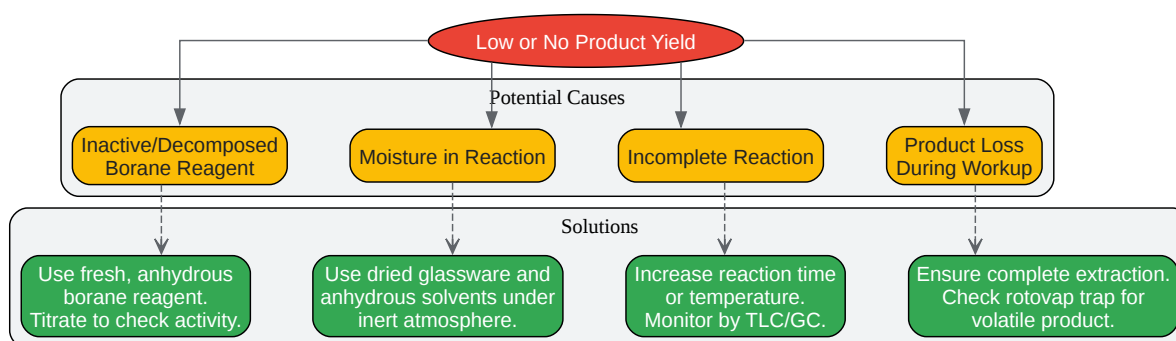 Low or No Product Yield
Potential Causes
Inactive/Decomposed
Borane Reagent
Moisture in Reaction
Incomplete Reaction
Product Loss
During Workup
Solutions
Use fresh, anhydrous
borane reagent.
Titrate to check activity.
Use dried glassware and
anhydrous solvents under
inert atmosphere.
Increase reaction time
or temperature.
Monitor by TLC/GC.
Ensure complete extraction.
Check rotovap trap for
volatile product.